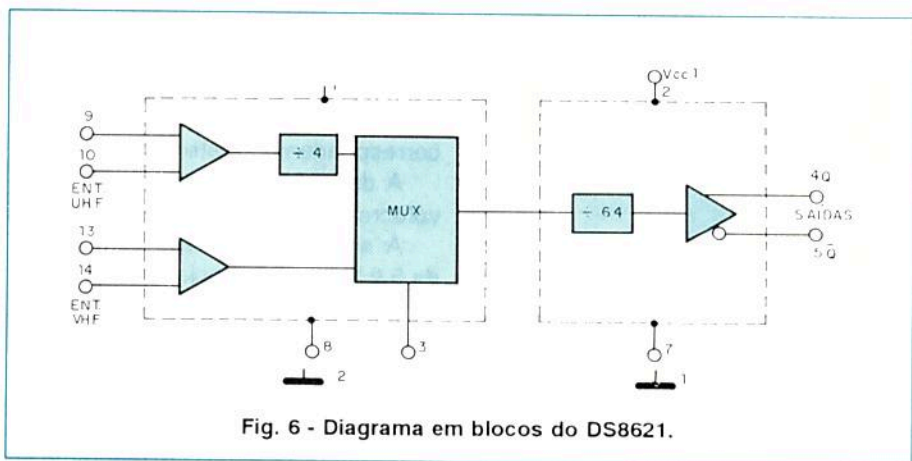 Vcc 1
2
9
10
ENT.
UHF
÷ 4
MUX
÷ 64
4Q
SAIDAS
5Q̅
13
14
ENT.
VHF
8
3
7
2
1
Fig. 6 - Diagrama em blocos do DS8621.